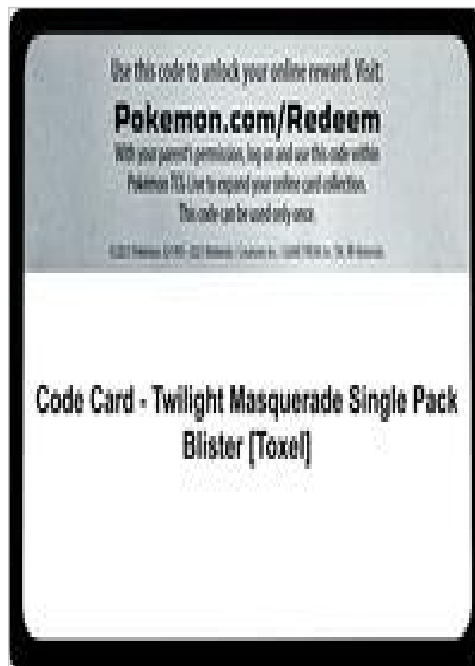 Use this code to unlock your online reward. Visit:
Pokemon.com/Redeem
With your parent's permission, log on and use this code within
Pokémon TCG Live to expand your online card collection.
This code can be used only once.
Code Card - Twilight Masquerade Single Pack
Blister [Toxel]